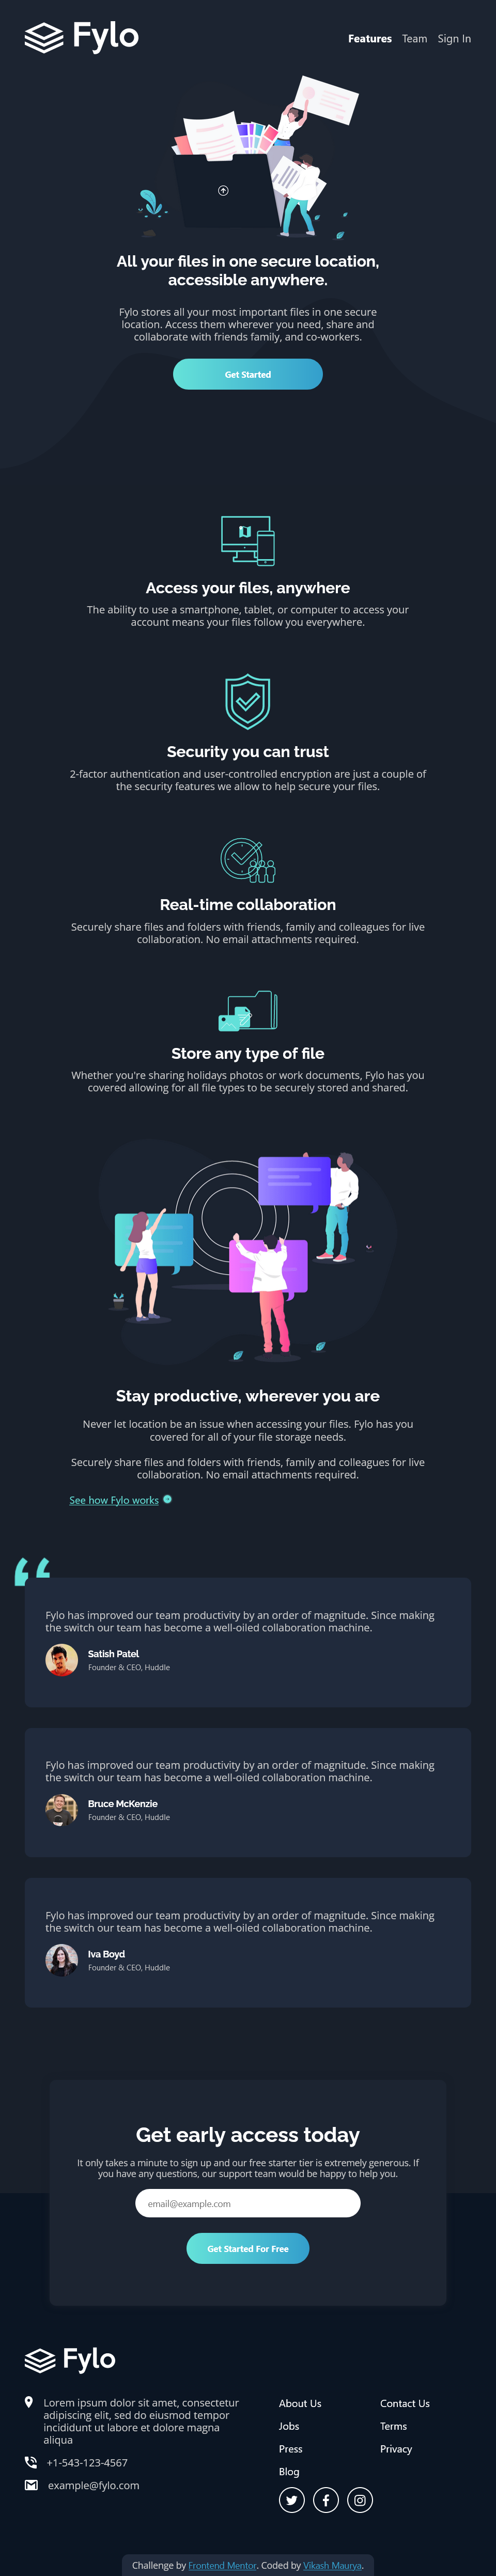 Fylo
Features Team Sign In
All your files in one secure location,
accessible anywhere.
Fylo stores all your most important files in one secure
location. Access them wherever you need, share and
collaborate with friends family, and co-workers.
Get Started
Access your files, anywhere
The ability to use a smartphone, tablet, or computer to access your
account means your files follow you everywhere.
Security you can trust
2-factor authentication and user-controlled encryption are just a couple of
the security features we allow to help secure your files.
Real-time collaboration
Securely share files and folders with friends, family and colleagues for live
collaboration. No email attachments required.
Store any type of file
Whether you're sharing holidays photos or work documents, Fylo has you
covered allowing for all file types to be securely stored and shared.
Stay productive, wherever you are
Never let location be an issue when accessing your files. Fylo has you
covered for all of your file storage needs.
Securely share files and folders with friends, family and colleagues for live
collaboration. No email attachments required.
See how Fylo works
Fylo has improved our team productivity by an order of magnitude. Since making
the switch our team has become a well-oiled collaboration machine.
Satish Patel
Founder & CEO, Huddle
Fylo has improved our team productivity by an order of magnitude. Since making
the switch our team has become a well-oiled collaboration machine.
Bruce McKenzie
Founder & CEO, Huddle
Fylo has improved our team productivity by an order of magnitude. Since making
the switch our team has become a well-oiled collaboration machine.
Iva Boyd
Founder & CEO, Huddle
Get early access today
It only takes a minute to sign up and our free starter tier is extremely generous. If
you have any questions, our support team would be happy to help you.
email@example.com
Get Started For Free
Fylo
Lorem ipsum dolor sit amet, consectetur
adipiscing elit, sed do eiusmod tempor
incididunt ut labore et dolore magna
aliqua
+1-543-123-4567
example@fylo.com
About Us
Jobs
Press
Blog
Contact Us
Terms
Privacy
Challenge by Frontend Mentor. Coded by Vikash Maurya.